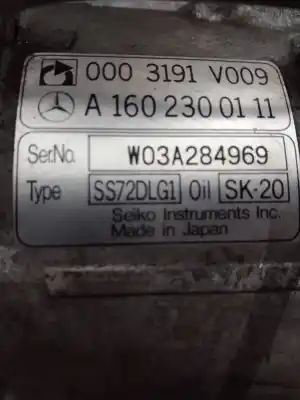 000 3191 V009
A 160 230 01 11
Ser.No. W03A284969
Type SS72DLG1 Oil SK-20
Seiko Instruments Inc.
Made in Japan